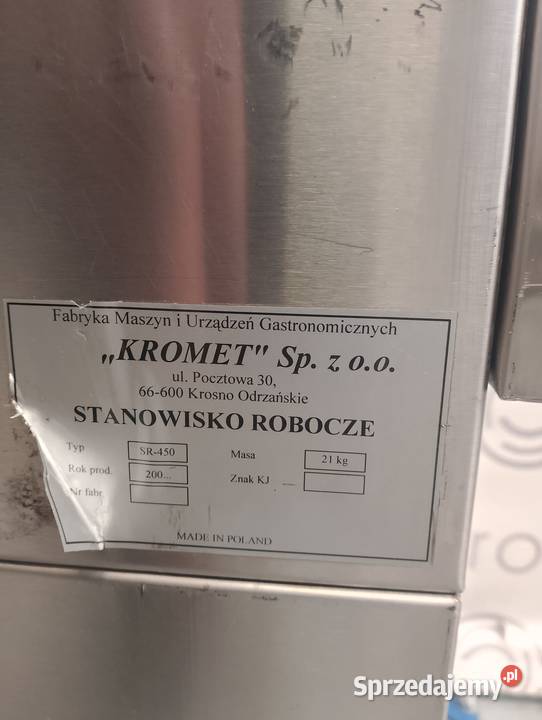 Fabryka Maszyn i Urządzeń Gastronomicznych
„KROMET" Sp. z o.o.
ul. Pocztowa 30,
66-600 Krosno Odrzańskie
STANOWISKO ROBOCZE
Typ SR-450 Masa 21 kg
Rok prod. 200... Znak KJ
Nr fabr.
MADE IN POLAND
Sprzedajemy.pl